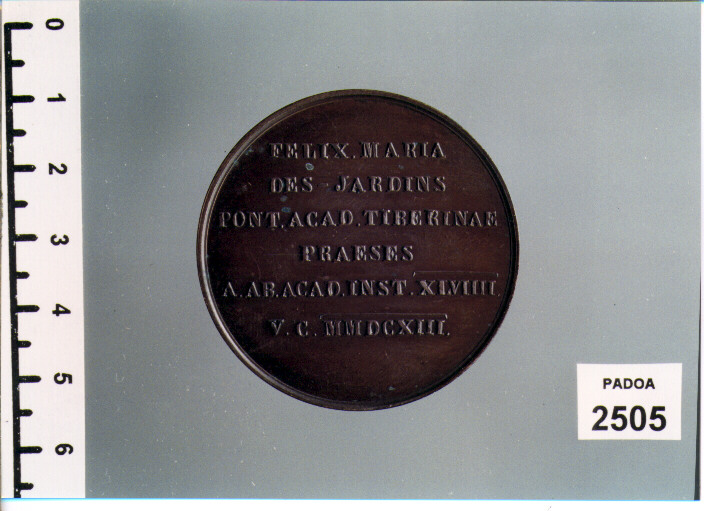 0
1
2
3
4
5
6
FELIX.MARIA
DES-JARDINS
PONT.ACAD.TIBERINAE
PRAESES
A.AB.ACAD.INST.XLVIIII.
V.C.MMDCXIII.
PADOA
2505